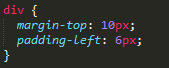 div {
    margin-top: 10px;
    padding-left: 6px;
}